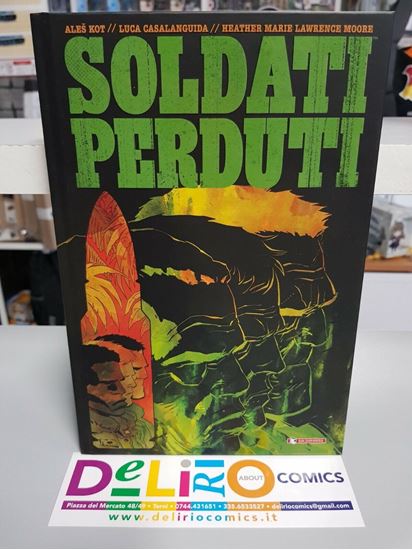 ALEŠ KOT // LUCA CASALANGUIDA // HEATHER MARIE LAWRENCE MOORE
SOLDATI
PERDUTI
DeLiRiO ABOUT COMICS
Piazza del Mercato 48/49 • Terni • 0744.431651 • 335.6533527 • deliriocomics@gmail.com
www.deliriocomics.it